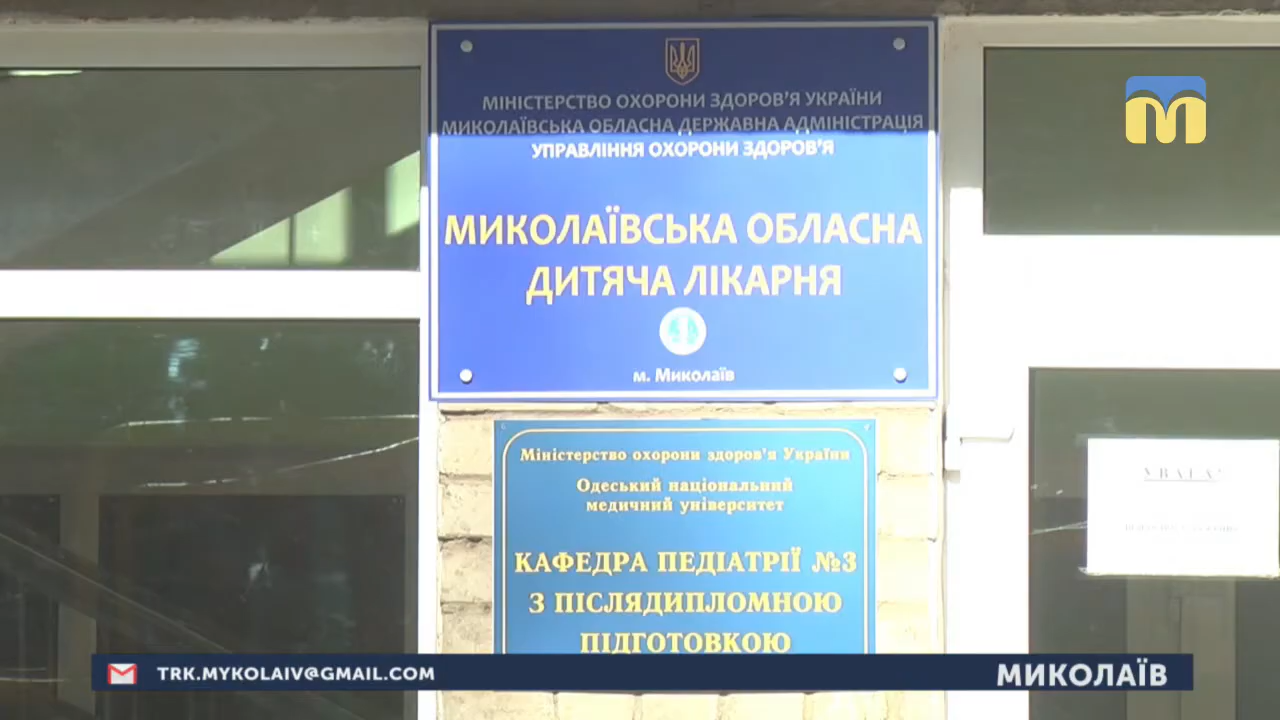 МІНІСТЕРСТВО ОХОРОНИ ЗДОРОВ'Я УКРАЇНИ
МИКОЛАЇВСЬКА ОБЛАСНА ДЕРЖАВНА АДМІНІСТРАЦІЯ
УПРАВЛІННЯ ОХОРОНИ ЗДОРОВ'Я
МИКОЛАЇВСЬКА ОБЛАСНА
ДИТЯЧА ЛІКАРНЯ
м. Миколаїв
Міністерство охорони здоров'я України
Одеський національний
медичний університет
КАФЕДРА ПЕДІАТРІЇ №3
З ПІСЛЯДИПЛОМНОЮ
ПІДГОТОВКОЮ
УВАГА!
TRK.MYKOLAIV@GMAIL.COM
МИКОЛАЇВ